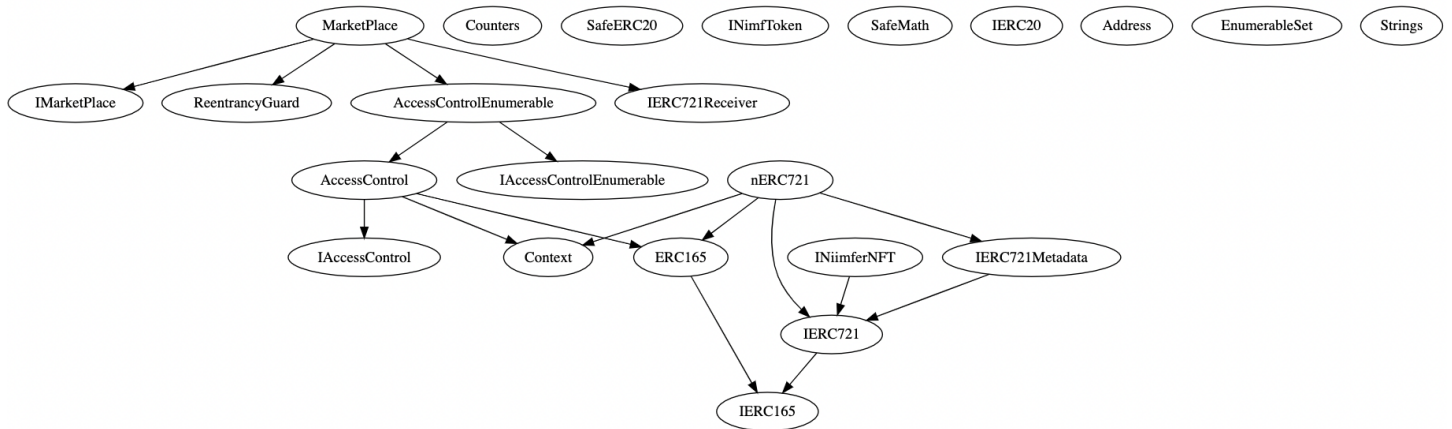 MarketPlace
Counters
SafeERC20
INimfToken
SafeMath
IERC20
Address
EnumerableSet
Strings
IMarketPlace
ReentrancyGuard
AccessControlEnumerable
IERC721Receiver
AccessControl
IAccessControlEnumerable
nERC721
IAccessControl
Context
ERC165
INiimferNFT
IERC721Metadata
IERC721
IERC165